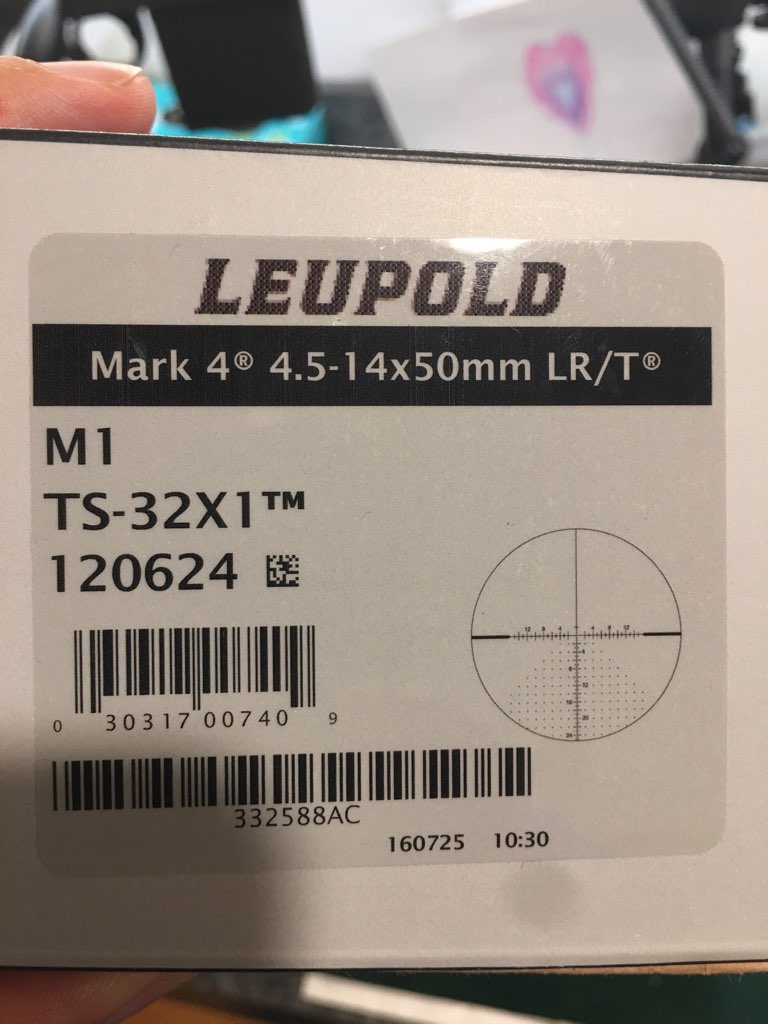 LEUPOLD
Mark 4® 4.5-14x50mm LR/T®
M1
TS-32X1™
120624
0 30317 00740 9
332588AC
160725 10:30